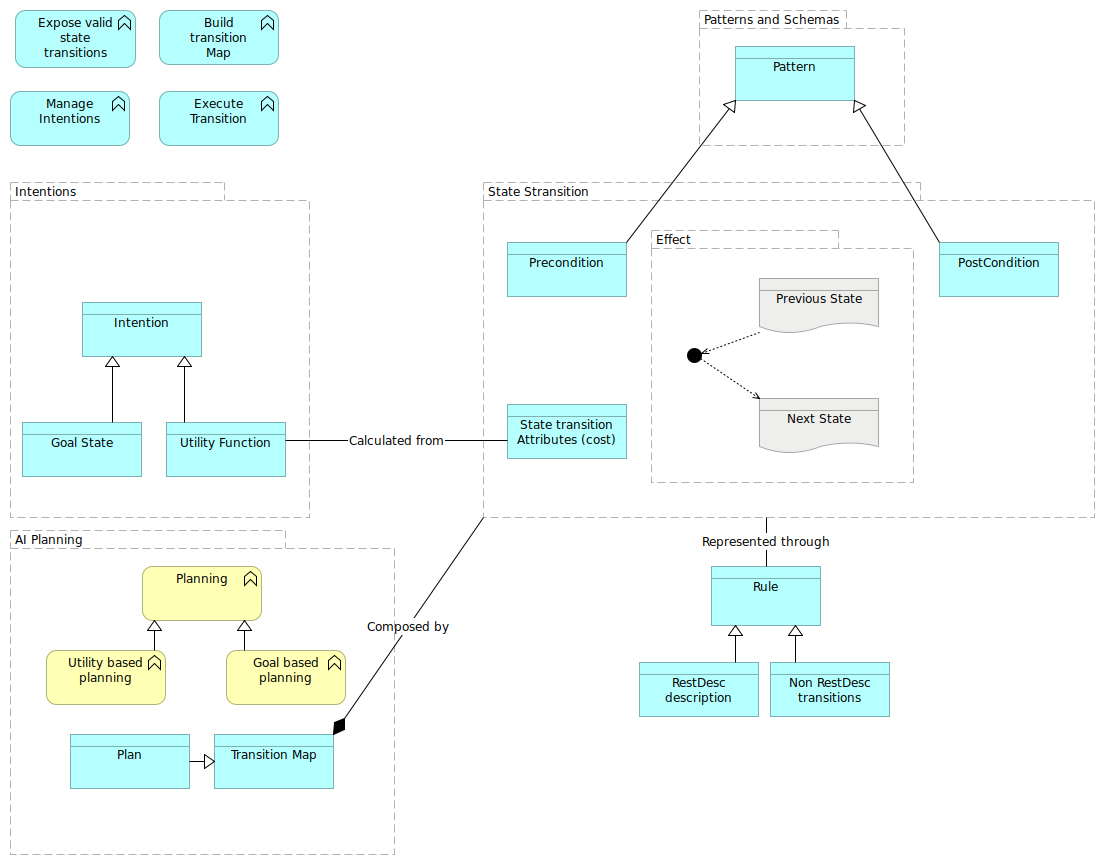 Expose valid
state
transitions
Build
transition
Map
Manage
Intentions
Execute
Transition
Patterns and Schemas
Pattern
Intentions
Intention
Goal State
Utility Function
Calculated from
State Stransition
Precondition
Effect
Previous State
Next State
PostCondition
State transition
Attributes (cost)
AI Planning
Planning
Utility based
planning
Goal based
planning
Plan
Transition Map
Composed by
Represented through
Rule
RestDesc
description
Non RestDesc
transitions